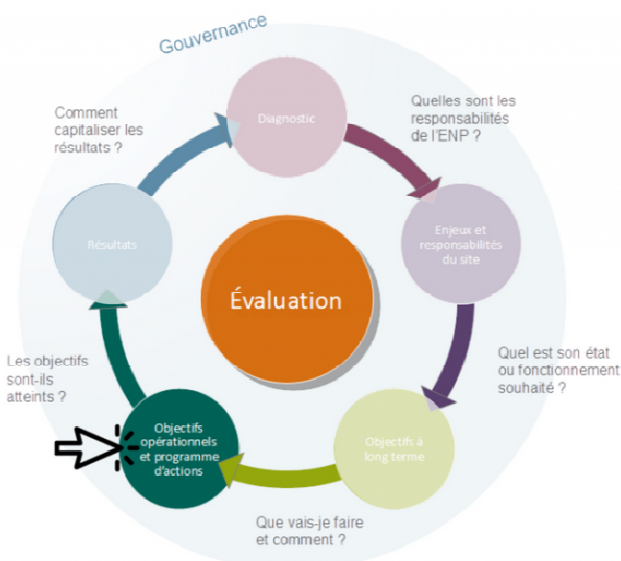 Gouvernance
Diagnostic
Comment
capitaliser les
résultats ?
Quelles sont les
responsabilités
de l'ENP ?
Résultats
Enjeux et
responsabilités
du site
Évaluation
Les objectifs
sont-ils
atteints ?
Quel est son état
ou fonctionnement
souhaité ?
Objectifs
opérationnels
et programme
d'actions
Objectifs à
long terme
Que vais-je faire
et comment ?